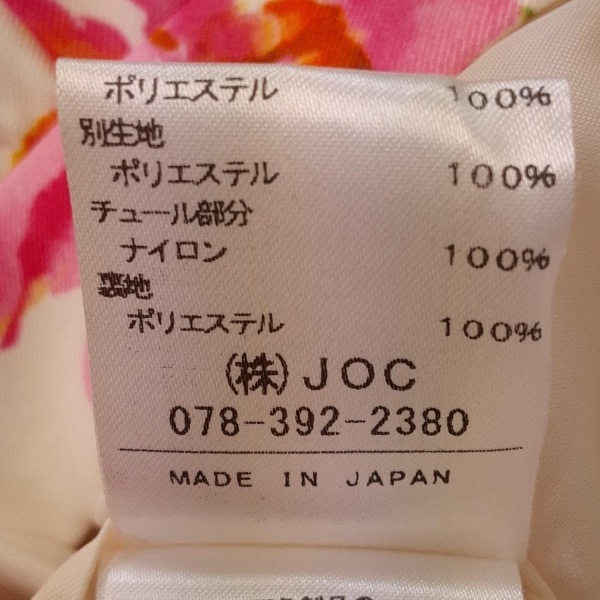 ポリエステル 100%
別生地
ポリエステル 100%
チュール部分
ナイロン 100%
裏地
ポリエステル 100%
(株)JOC
078-392-2380
MADE IN JAPAN